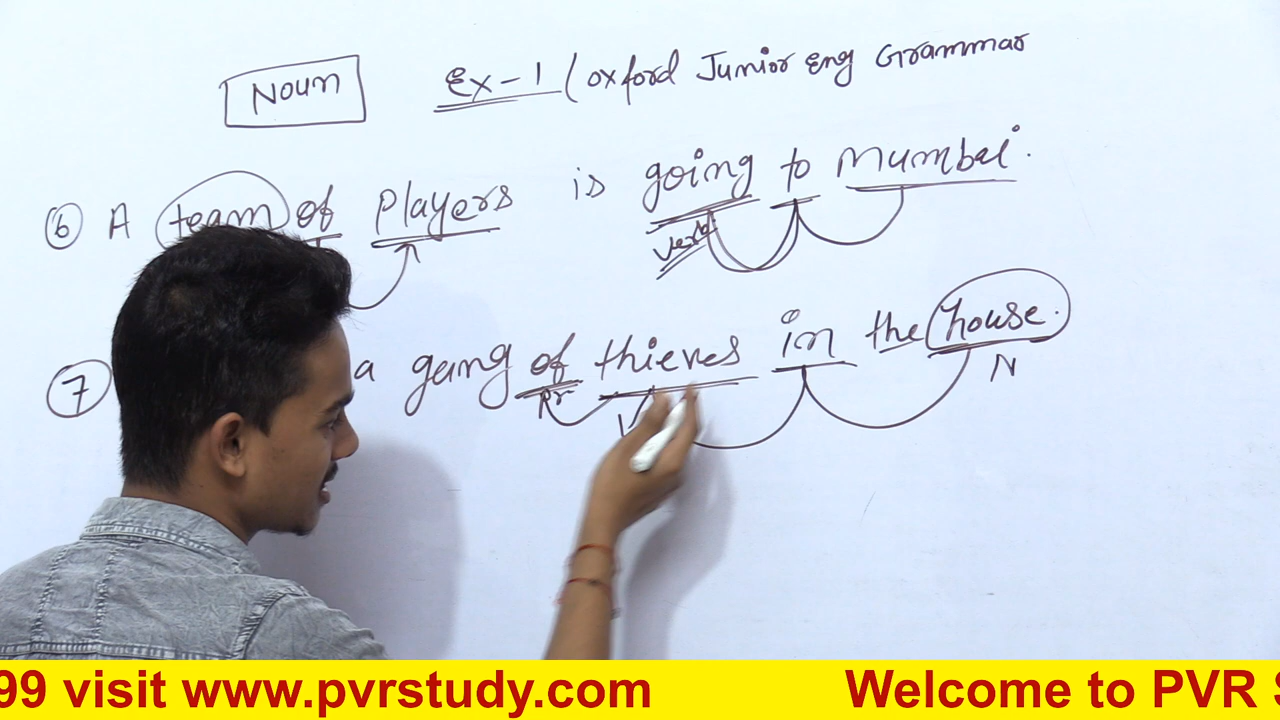 Noun Ex-1 (Oxford Junior Eng Grammar
6 A team of players is going to Mumbai.
verb
7 a gang of thieves in the house.
Pr N
99 visit www.pvrstudy.com Welcome to PVR S